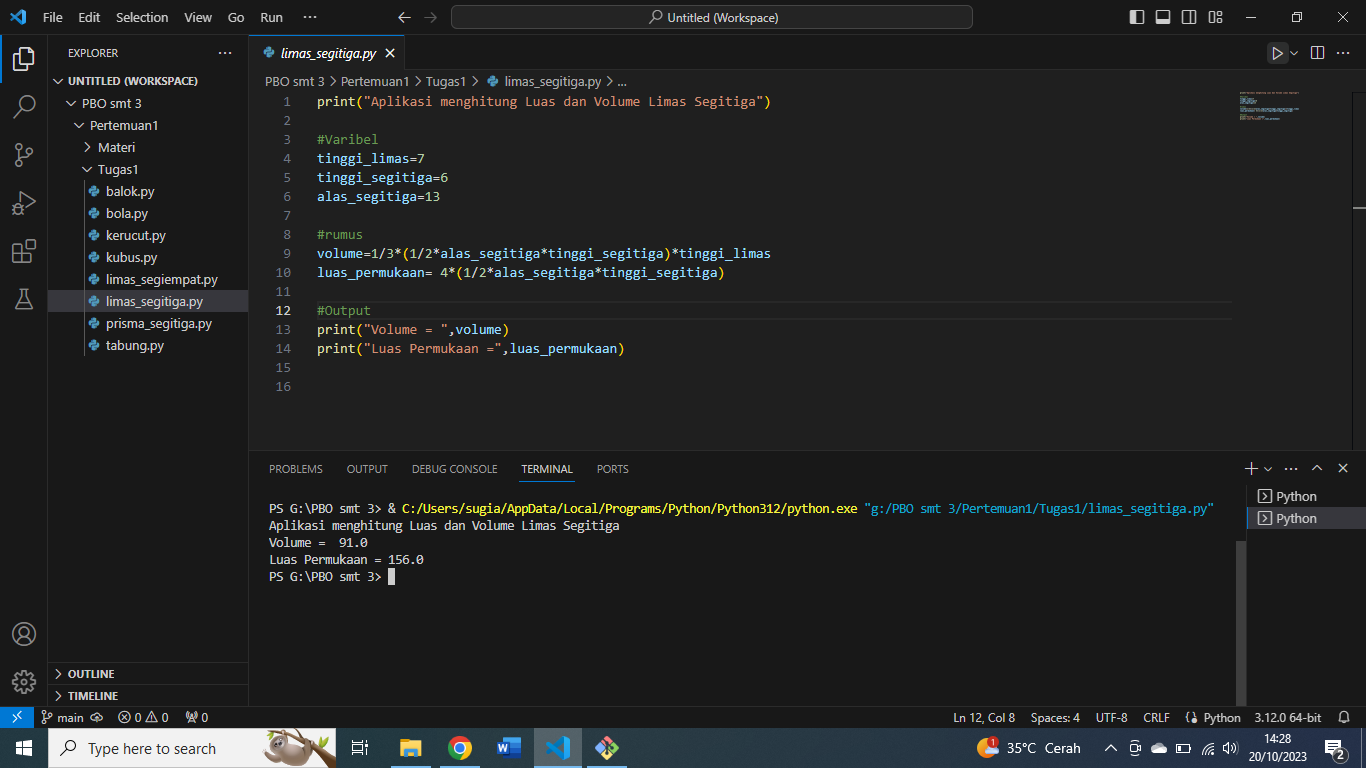 File Edit Selection View Go Run ··· Untitled (Workspace)
EXPLORER ···
UNTITLED (WORKSPACE)
PBO smt 3
Pertemuan1
Materi
Tugas1
balok.py
bola.py
kerucut.py
kubus.py
limas_segiempat.py
limas_segitiga.py
prisma_segitiga.py
tabung.py
OUTLINE
TIMELINE
limas_segitiga.py
PBO smt 3 > Pertemuan1 > Tugas1 > limas_segitiga.py > ...
1 print("Aplikasi menghitung Luas dan Volume Limas Segitiga")
2
3 #Varibel
4 tinggi_limas=7
5 tinggi_segitiga=6
6 alas_segitiga=13
7
8 #rumus
9 volume=1/3*(1/2*alas_segitiga*tinggi_segitiga)*tinggi_limas
10 luas_permukaan= 4*(1/2*alas_segitiga*tinggi_segitiga)
11
12 #Output
13 print("Volume = ",volume)
14 print("Luas Permukaan =",luas_permukaan)
15
16
PROBLEMS OUTPUT DEBUG CONSOLE TERMINAL PORTS
PS G:\PBO smt 3> & C:/Users/sugia/AppData/Local/Programs/Python/Python312/python.exe "g:/PBO smt 3/Pertemuan1/Tugas1/limas_segitiga.py"
Aplikasi menghitung Luas dan Volume Limas Segitiga
Volume =  91.0
Luas Permukaan = 156.0
PS G:\PBO smt 3>
Python
Python
main 0 0 0 Ln 12, Col 8 Spaces: 4 UTF-8 CRLF Python 3.12.0 64-bit
Type here to search 1 35°C Cerah 14:28
20/10/2023 2